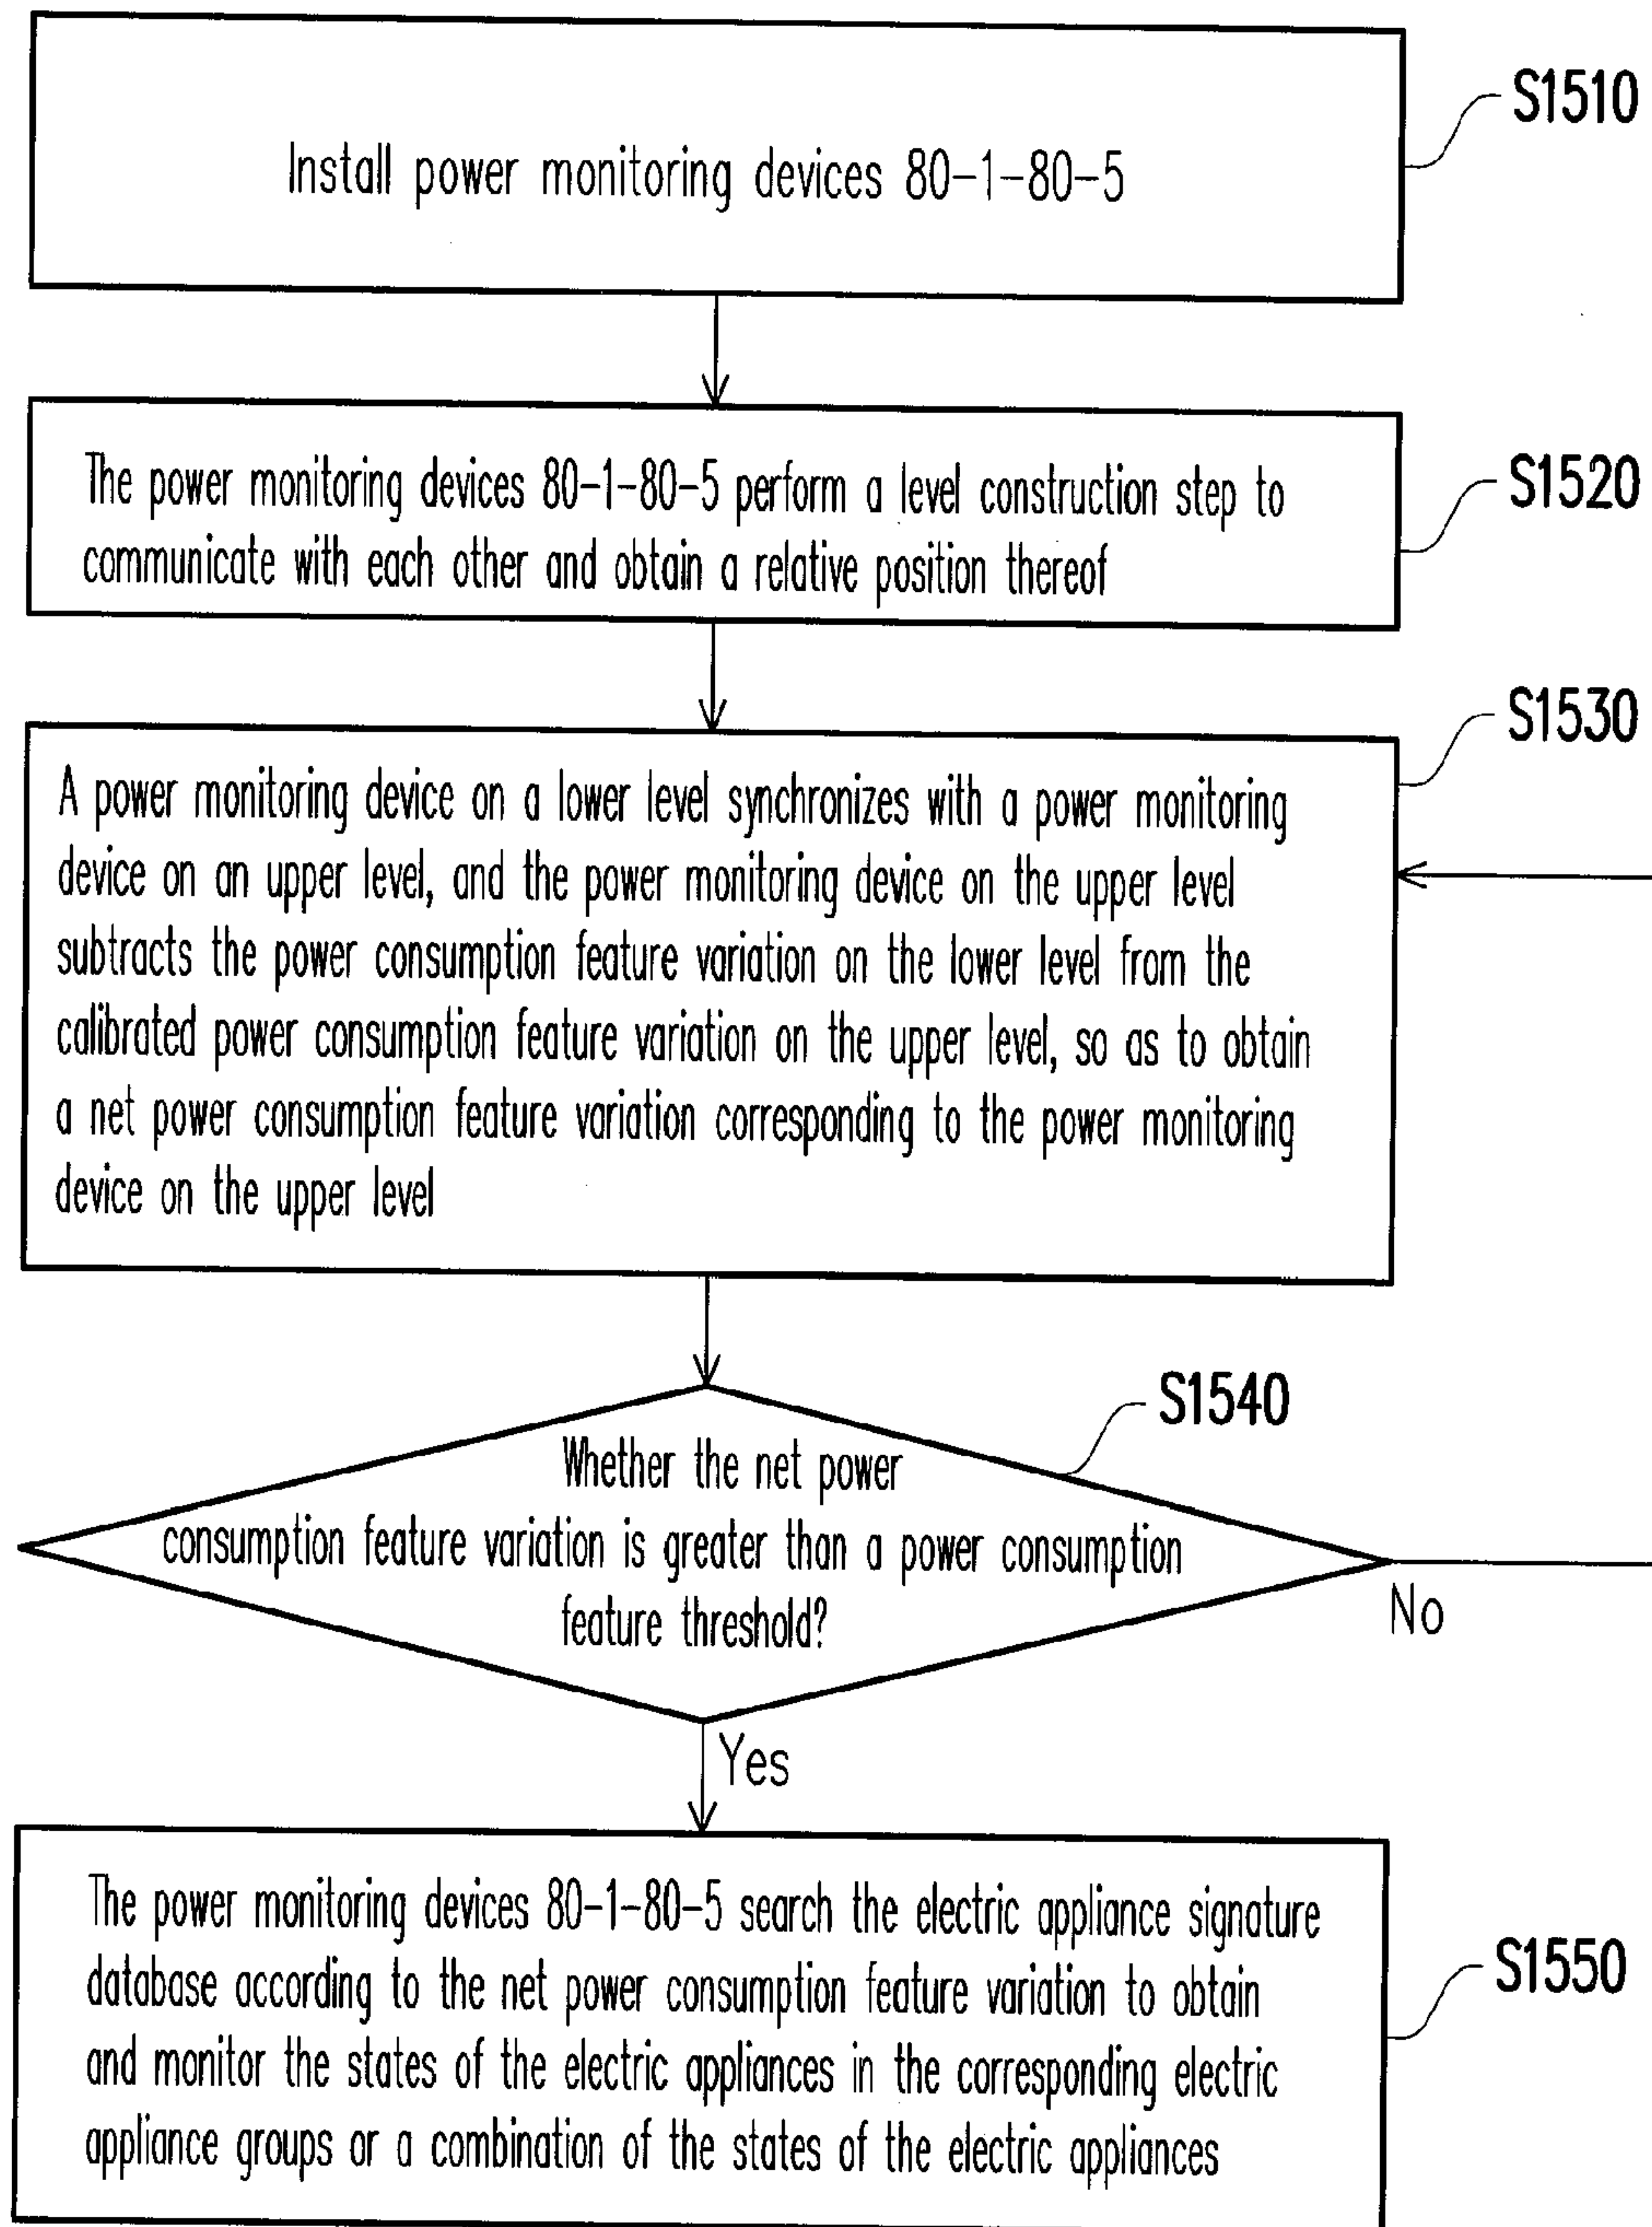 Install power monitoring devices 80-1-80-5
S1510
The power monitoring devices 80-1-80-5 perform a level construction step to
communicate with each other and obtain a relative position thereof
S1520
A power monitoring device on a lower level synchronizes with a power monitoring
device on an upper level, and the power monitoring device on the upper level
subtracts the power consumption feature variation on the lower level from the
calibrated power consumption feature variation on the upper level, so as to obtain
a net power consumption feature variation corresponding to the power monitoring
device on the upper level
S1530
Whether the net power
consumption feature variation is greater than a power consumption
feature threshold?
S1540
No
Yes
The power monitoring devices 80-1-80-5 search the electric appliance signature
database according to the net power consumption feature variation to obtain
and monitor the states of the electric appliances in the corresponding electric
appliance groups or a combination of the states of the electric appliances
S1550